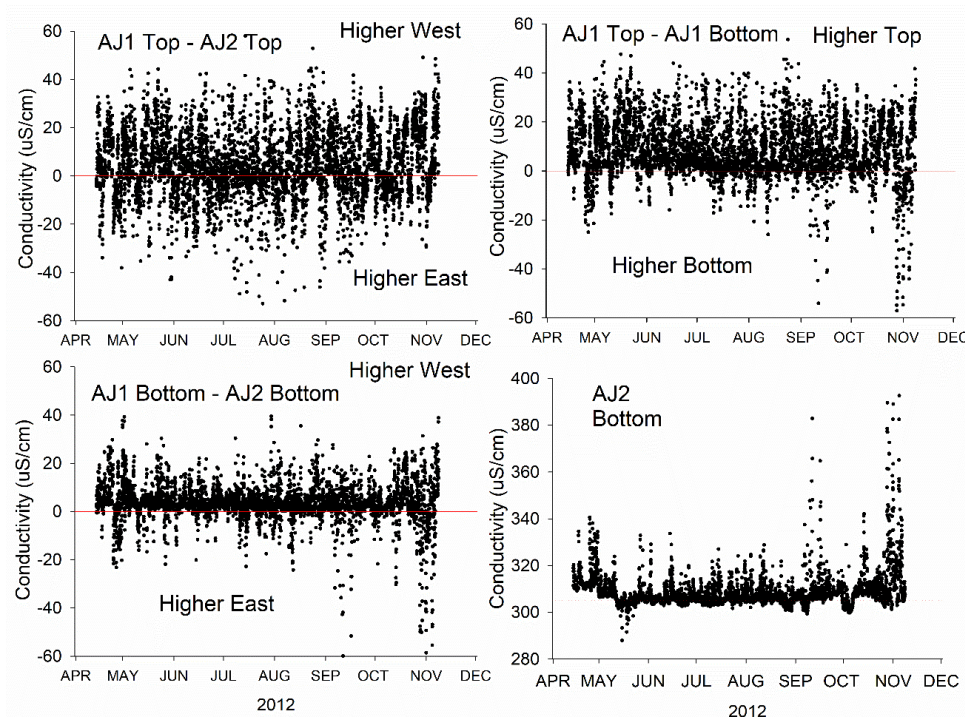 AJ1 Top - AJ2 Top
Higher West
Higher East
Conductivity (uS/cm)
60
40
20
0
-20
-40
-60
APR MAY JUN JUL AUG SEP OCT NOV DEC
AJ1 Top - AJ1 Bottom
Higher Top
Higher Bottom
Conductivity (uS/cm)
60
40
20
0
-20
-40
-60
APR MAY JUN JUL AUG SEP OCT NOV DEC
Higher West
AJ1 Bottom - AJ2 Bottom
Higher East
Conductivity (uS/cm)
60
40
20
0
-20
-40
-60
APR MAY JUN JUL AUG SEP OCT NOV DEC
2012
AJ2
Bottom
Conductivity (uS/cm)
400
380
360
340
320
300
280
APR MAY JUN JUL AUG SEP OCT NOV DEC
2012